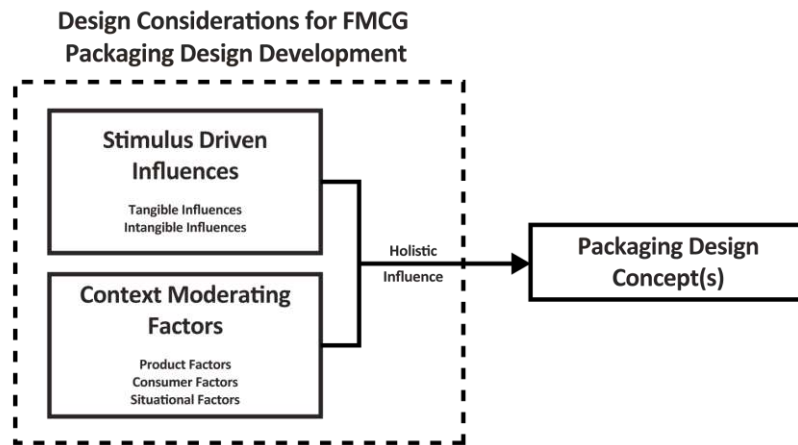 Design Considerations for FMCG
Packaging Design Development
Stimulus Driven
Influences
Tangible Influences
Intangible Influences
Context Moderating
Factors
Product Factors
Consumer Factors
Situational Factors
Holistic
Influence
Packaging Design
Concept(s)